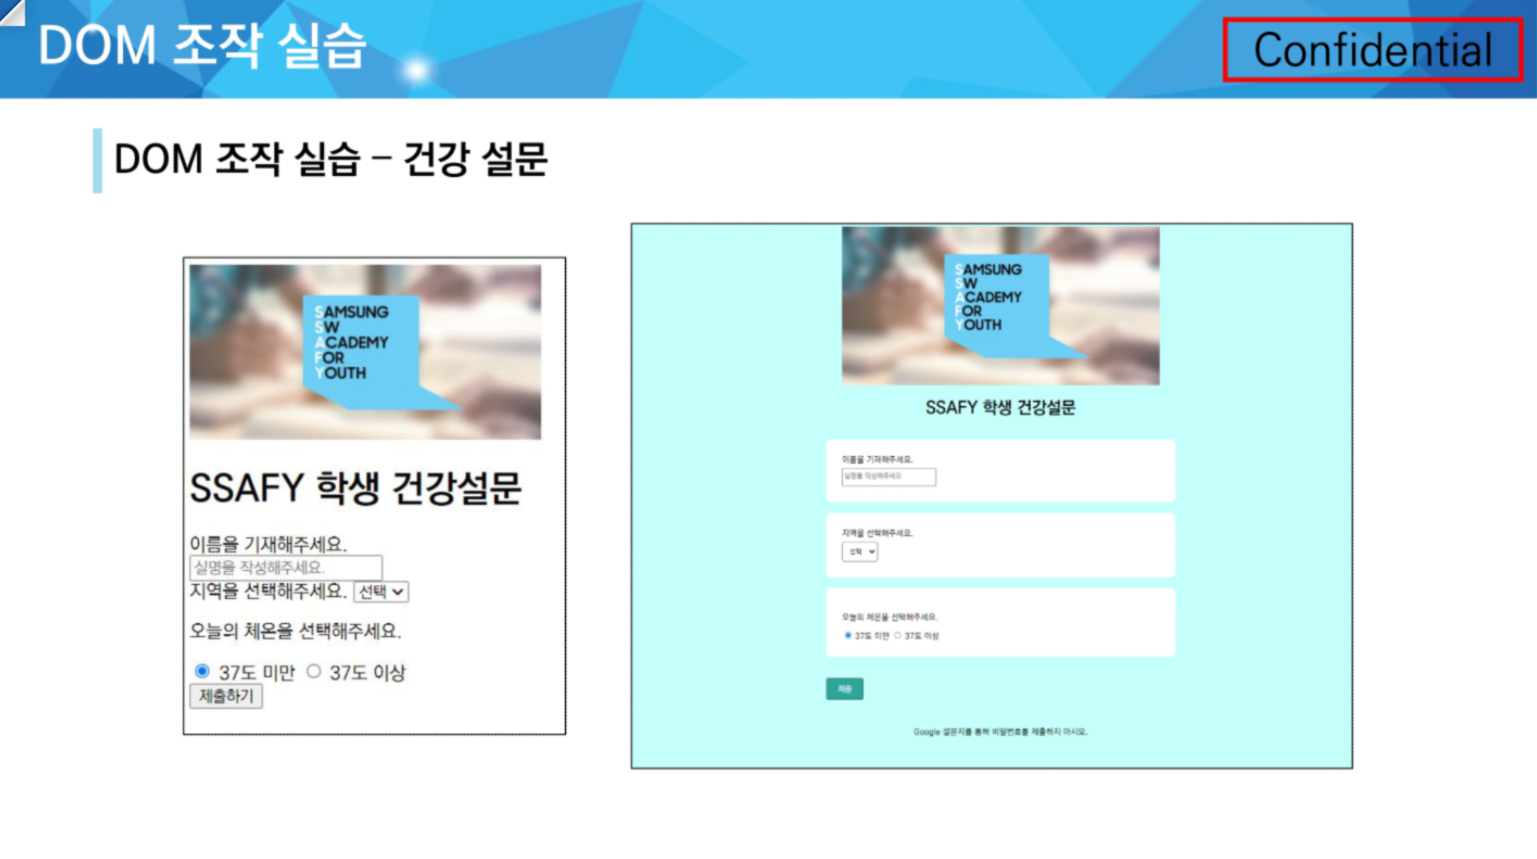 DOM 조작 실습
Confidential
DOM 조작 실습 – 건강 설문
SAMSUNG
SW
ACADEMY
FOR
YOUTH
SSAFY 학생 건강설문
이름을 기재해주세요.
실명을 작성해주세요.
지역을 선택해주세요. 선택
오늘의 체온을 선택해주세요.
37도 미만 37도 이상
제출하기
SAMSUNG
SW
ACADEMY
FOR
YOUTH
SSAFY 학생 건강설문
이름을 기재해주세요.
실명을 작성해주세요.
지역을 선택해주세요.
선택
오늘의 체온을 선택해주세요.
37도 미만 37도 이상
제출
Google 설문지를 통해 비밀번호를 제출하지 마시오.